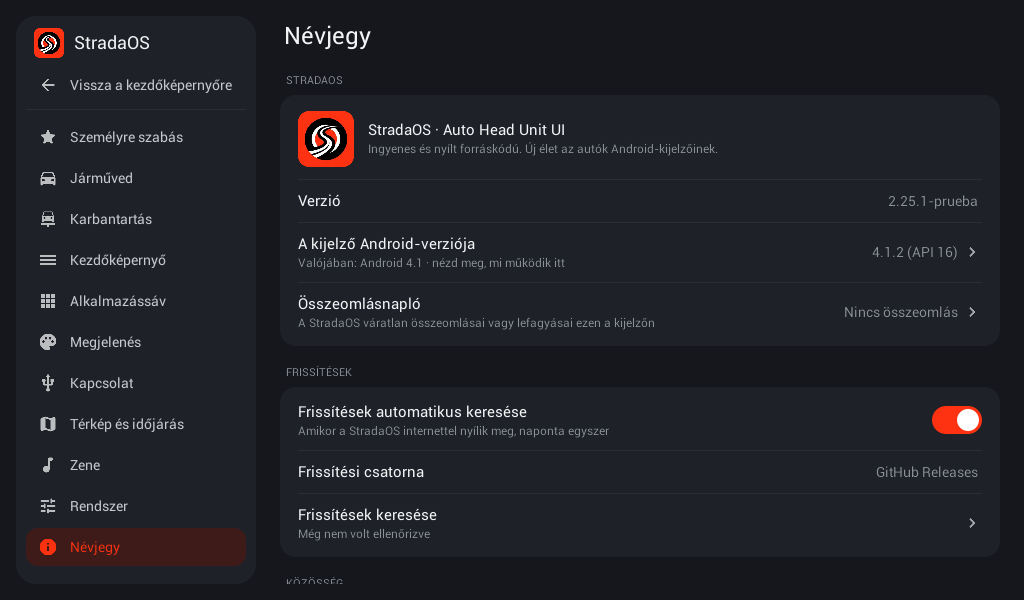 StradaOS
Vissza a kezdőképernyőre
Személyre szabás
Járműved
Karbantartás
Kezdőképernyő
Alkalmazássáv
Megjelenés
Kapcsolat
Térkép és időjárás
Zene
Rendszer
Névjegy
Névjegy
STRADAOS
StradaOS · Auto Head Unit UI
Ingyenes és nyílt forráskódú. Új élet az autók Android-kijelzőinek.
Verzió
2.25.1-prueba
A kijelző Android-verziója
Valójában: Android 4.1 · nézd meg, mi működik itt
4.1.2 (API 16)
Összeomlásnapló
A StradaOS váratlan összeomlásai vagy lefagyásai ezen a kijelzőn
Nincs összeomlás
FRISSÍTÉSEK
Frissítések automatikus keresése
Amikor a StradaOS internettel nyílik meg, naponta egyszer
Frissítési csatorna
GitHub Releases
Frissítések keresése
Még nem volt ellenőrizve
KÖZÖSSÉG